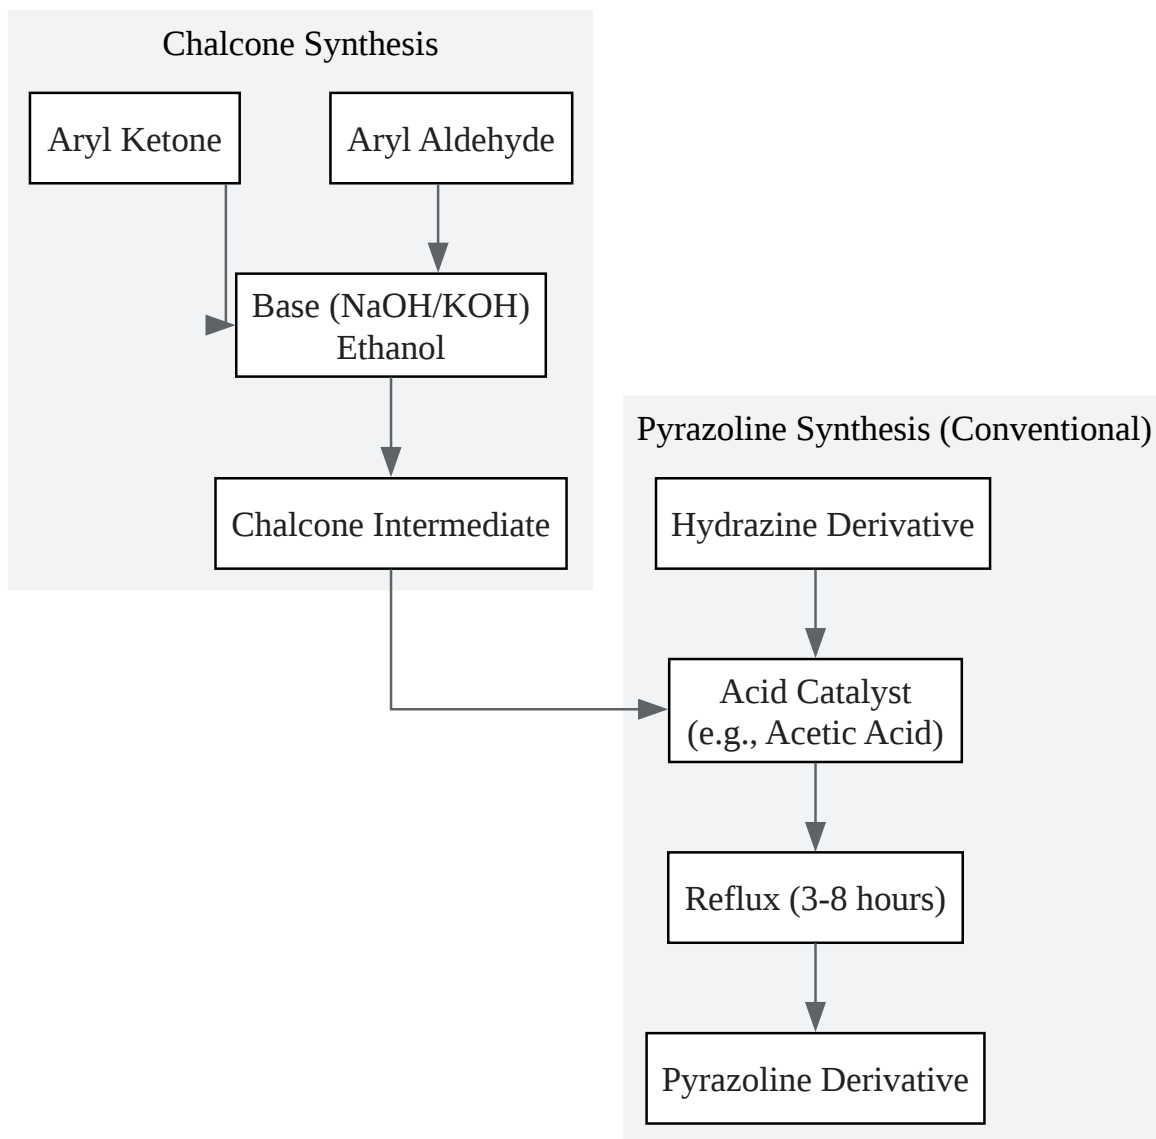 Chalcone Synthesis
Aryl Ketone
Aryl Aldehyde
Base (NaOH/KOH)
Ethanol
Chalcone Intermediate
Pyrazoline Synthesis (Conventional)
Hydrazine Derivative
Acid Catalyst
(e.g., Acetic Acid)
Reflux (3-8 hours)
Pyrazoline Derivative